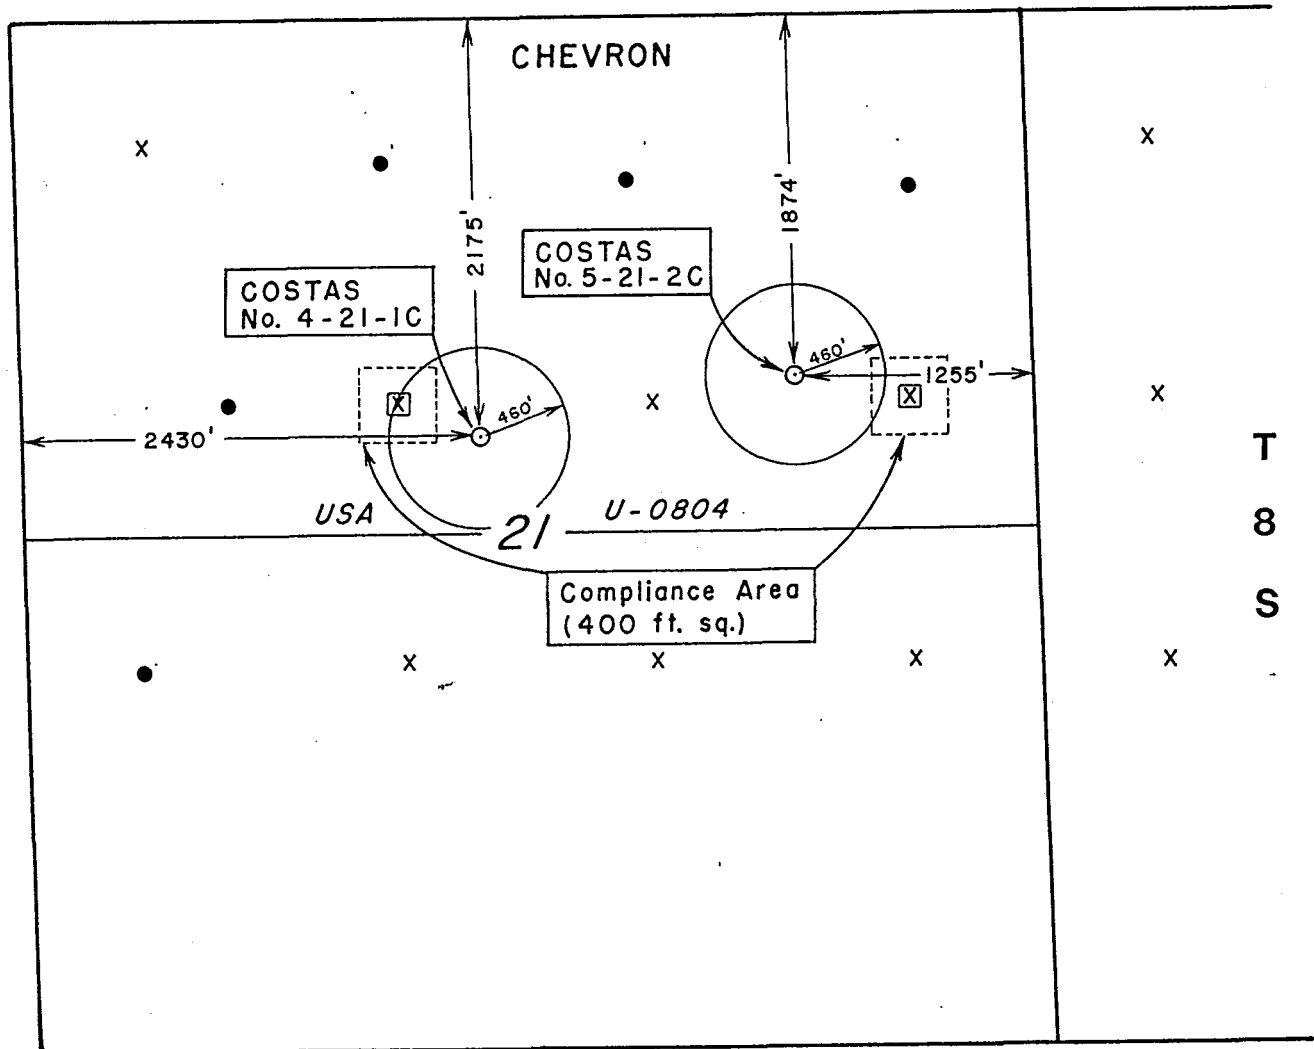 CHEVRON
X
X
2175'
1874'
COSTAS
No. 5-21-2C
COSTAS
No. 4-21-1C
460'
460'
1255'
X
X
X
X
2430'
T
8
S
USA
21
U-0804
Compliance Area
(400 ft. sq.)
X
X
X
X